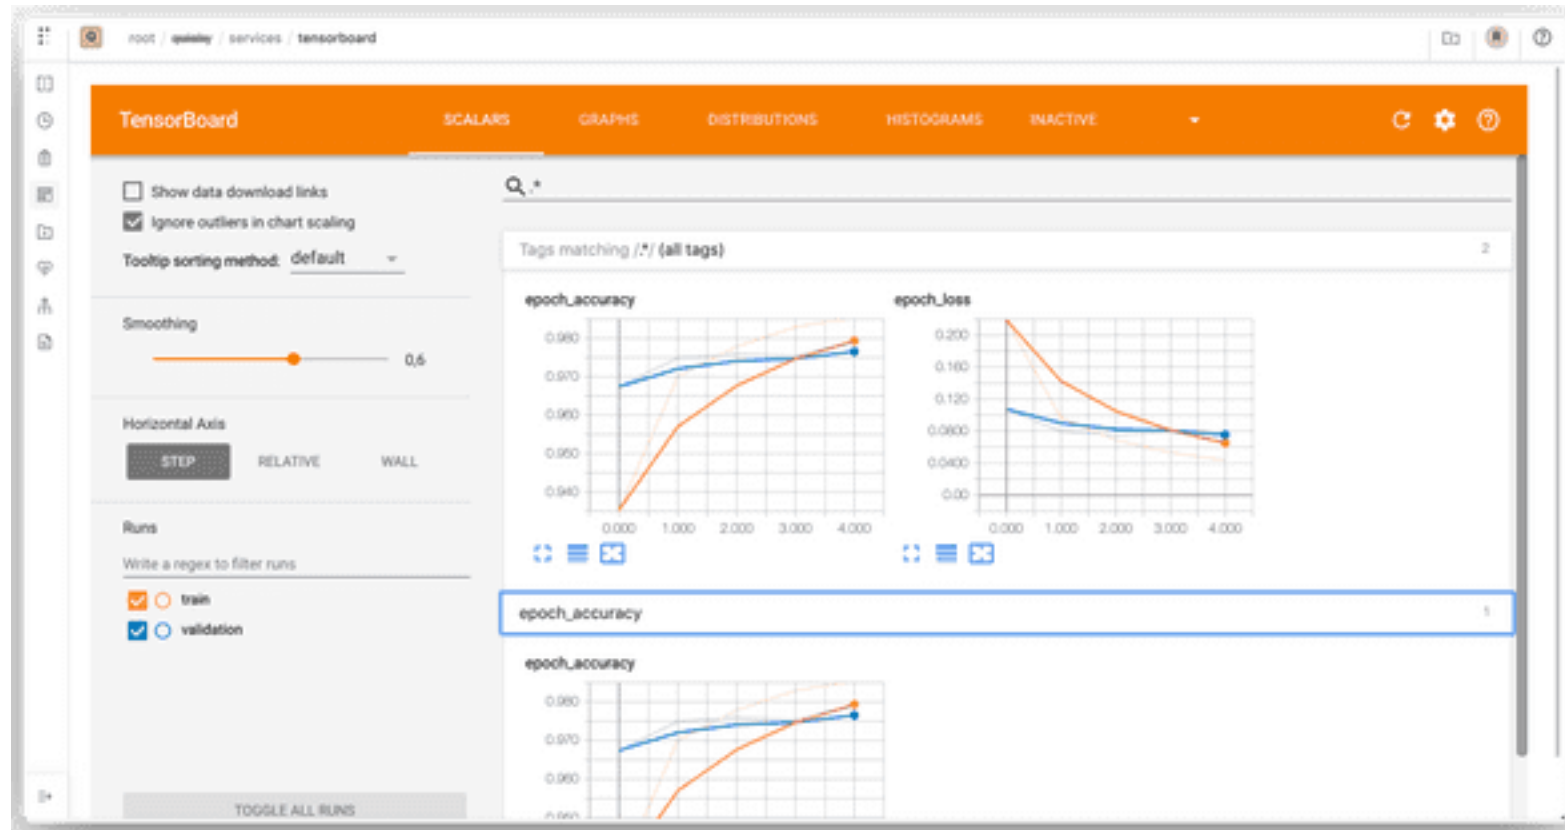 root / / services / tensorboard
TensorBoard
SCALARS
GRAPHS
DISTRIBUTIONS
HISTOGRAMS
INACTIVE
Show data download links
Ignore outliers in chart scaling
Tooltip sorting method: default
Smoothing
0,6
Horizontal Axis
STEP
RELATIVE
WALL
Runs
Write a regex to filter runs
train
validation
TOGGLE ALL RUNS
.*
Tags matching /.*/ (all tags)
2
epoch_accuracy
0.980
0.970
0.960
0.950
0.940
0.000 1.000 2.000 3.000 4.000
epoch_loss
0.200
0.160
0.120
0.0800
0.0400
0.00
0.000 1.000 2.000 3.000 4.000
epoch_accuracy
1
epoch_accuracy
0.980
0.970
0.960
0.950